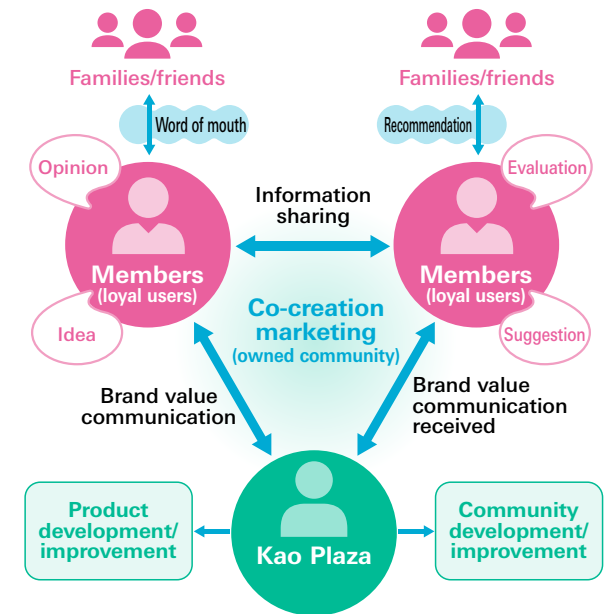 Families/friends
Families/friends
Word of mouth
Recommendation
Opinion
Evaluation
Information
sharing
Members
(loyal users)
Members
(loyal users)
Idea
Suggestion
Co-creation
marketing
(owned community)
Brand value
communication
Brand value
communication
received
Product
development/
improvement
Kao Plaza
Community
development/
improvement